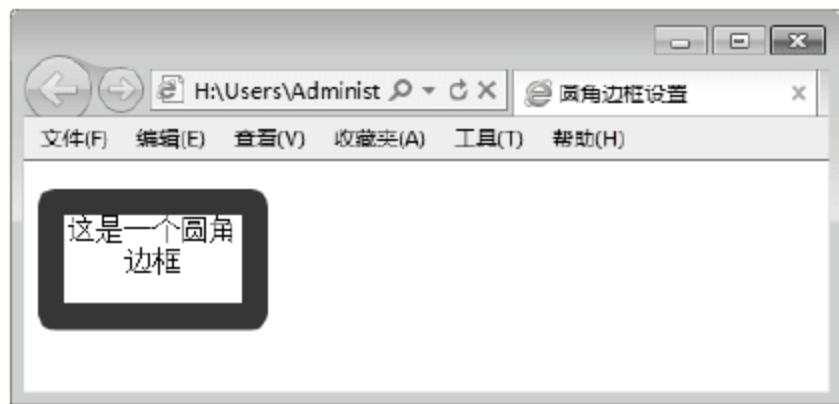 H:\Users\Administ
圆角边框设置
文件(F) 编辑(E) 查看(V) 收藏夹(A) 工具(T) 帮助(H)
这是一个圆角
边框